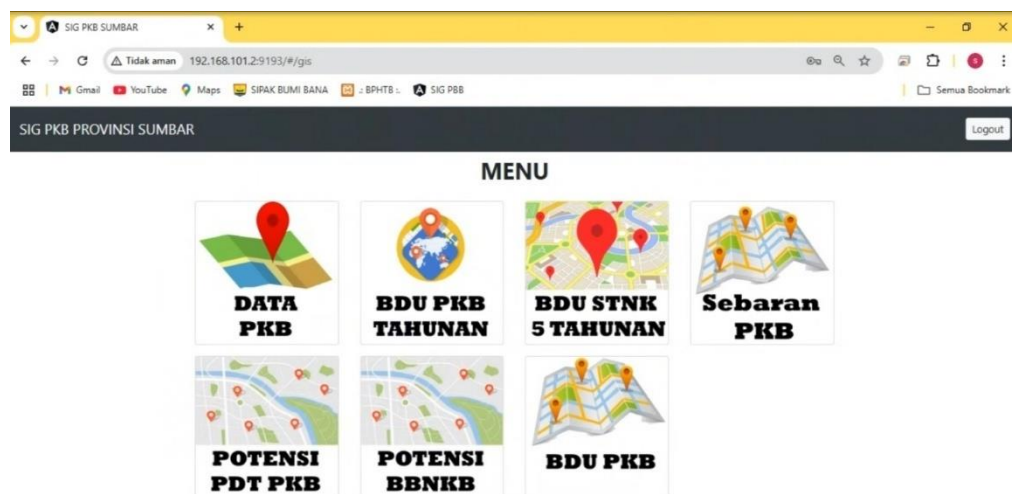 SIG PKB SUMBAR
Tidak aman 192.168.101.2:9193/#/gis
Gmail YouTube Maps SIPAK BUMI BANA .: BPHTB :. SIG PBB Semua Bookmark
SIG PKB PROVINSI SUMBAR Logout
MENU
DATA PKB
BDU PKB TAHUNAN
BDU STNK 5 TAHUNAN
Sebaran PKB
POTENSI PDT PKB
POTENSI BBNKB
BDU PKB